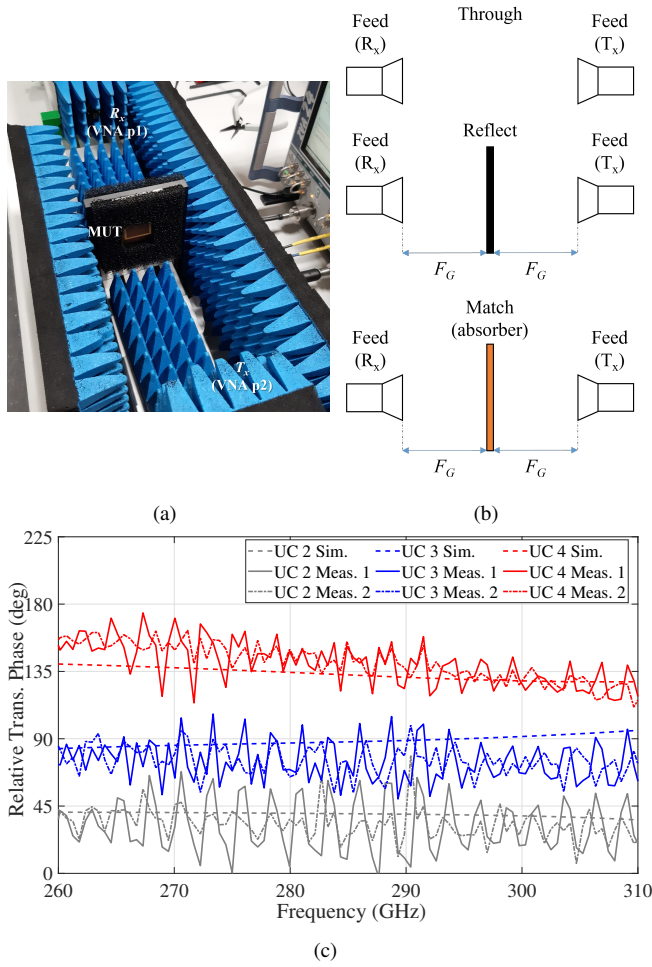 Through
Feed
(Rx)
Feed
(Tx)
Rx
(VNA p1)
MUT
Tx
(VNA p2)
Reflect
Feed
(Rx)
Feed
(Tx)
FG
FG
Match
(absorber)
Feed
(Rx)
Feed
(Tx)
FG
FG
(a)
(b)
Relative Trans. Phase (deg)
225
180
135
90
45
0
UC 2 Sim.
UC 3 Sim.
UC 4 Sim.
UC 2 Meas. 1
UC 3 Meas. 1
UC 4 Meas. 1
UC 2 Meas. 2
UC 3 Meas. 2
UC 4 Meas. 2
260
270
280
290
300
310
Frequency (GHz)
(c)